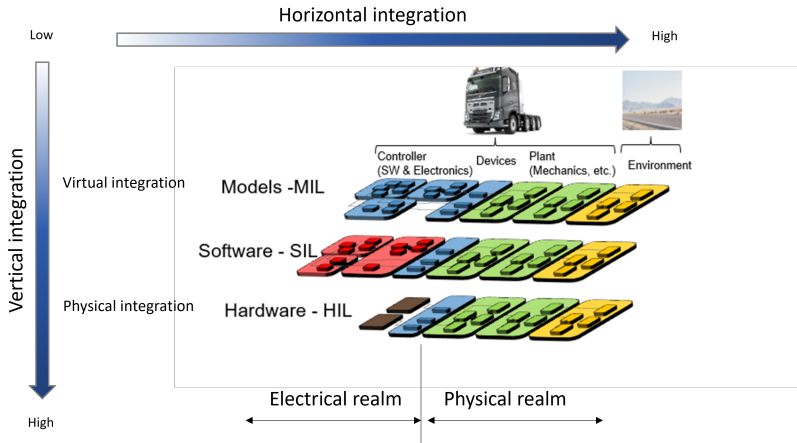 Horizontal integration
Low
High
Controller
(SW & Electronics)
Devices
Plant
(Mechanics, etc.)
Environment
Vertical integration
Virtual integration
Models -MIL
Software - SIL
Physical integration
Hardware - HIL
Electrical realm
Physical realm
High